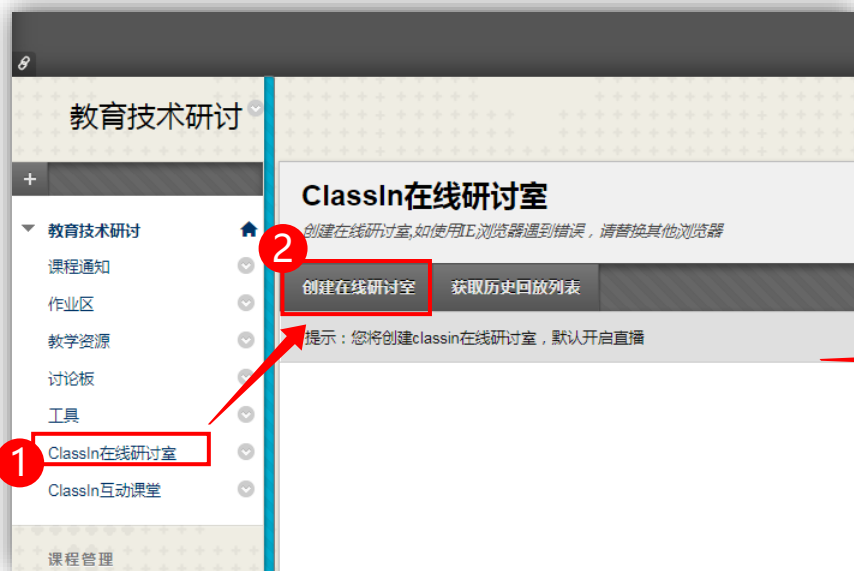 教育技术研讨
+
教育技术研讨
课程通知
作业区
教学资源
讨论板
工具
1
ClassIn在线研讨室
ClassIn互动课堂
课程管理
ClassIn在线研讨室
创建在线研讨室,如使用IE浏览器遇到错误，请替换其他浏览器
2
创建在线研讨室 获取历史回放列表
提示：您将创建classin在线研讨室，默认开启直播